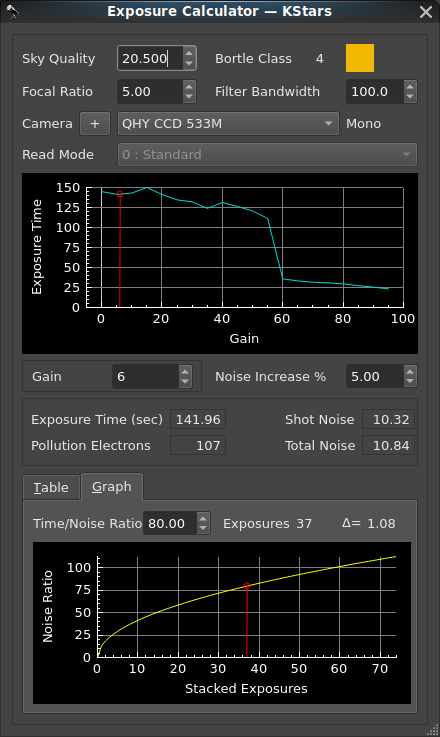 Exposure Calculator — KStars
Sky Quality 20.500 Bortle Class 4
Focal Ratio 5.00 Filter Bandwidth 100.0
Camera + QHY CCD 533M Mono
Read Mode 0 : Standard
Exposure Time
150
125
100
75
50
25
0
0 20 40 60 80 100
Gain
Gain 6 Noise Increase % 5.00
Exposure Time (sec) 141.96 Shot Noise 10.32
Pollution Electrons 107 Total Noise 10.84
Table Graph
Time/Noise Ratio 80.00 Exposures 37 Δ= 1.08
Noise Ratio
100
75
50
25
0
0 10 20 30 40 50 60 70
Stacked Exposures